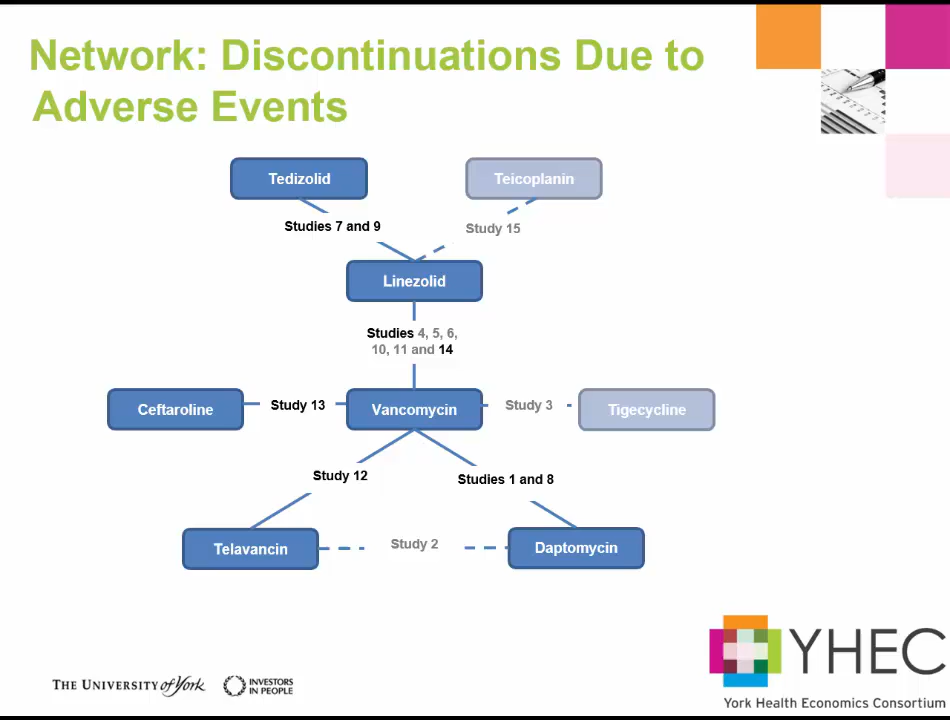 Network: Discontinuations Due to
Adverse Events
Tedizolid
Teicoplanin
Studies 7 and 9
Study 15
Linezolid
Studies 4, 5, 6,
10, 11 and 14
Ceftaroline
Study 13
Vancomycin
Study 3
Tigecycline
Study 12
Studies 1 and 8
Telavancin
Study 2
Daptomycin
THE UNIVERSITY of York
INVESTORS
IN PEOPLE
YHEC
York Health Economics Consortium